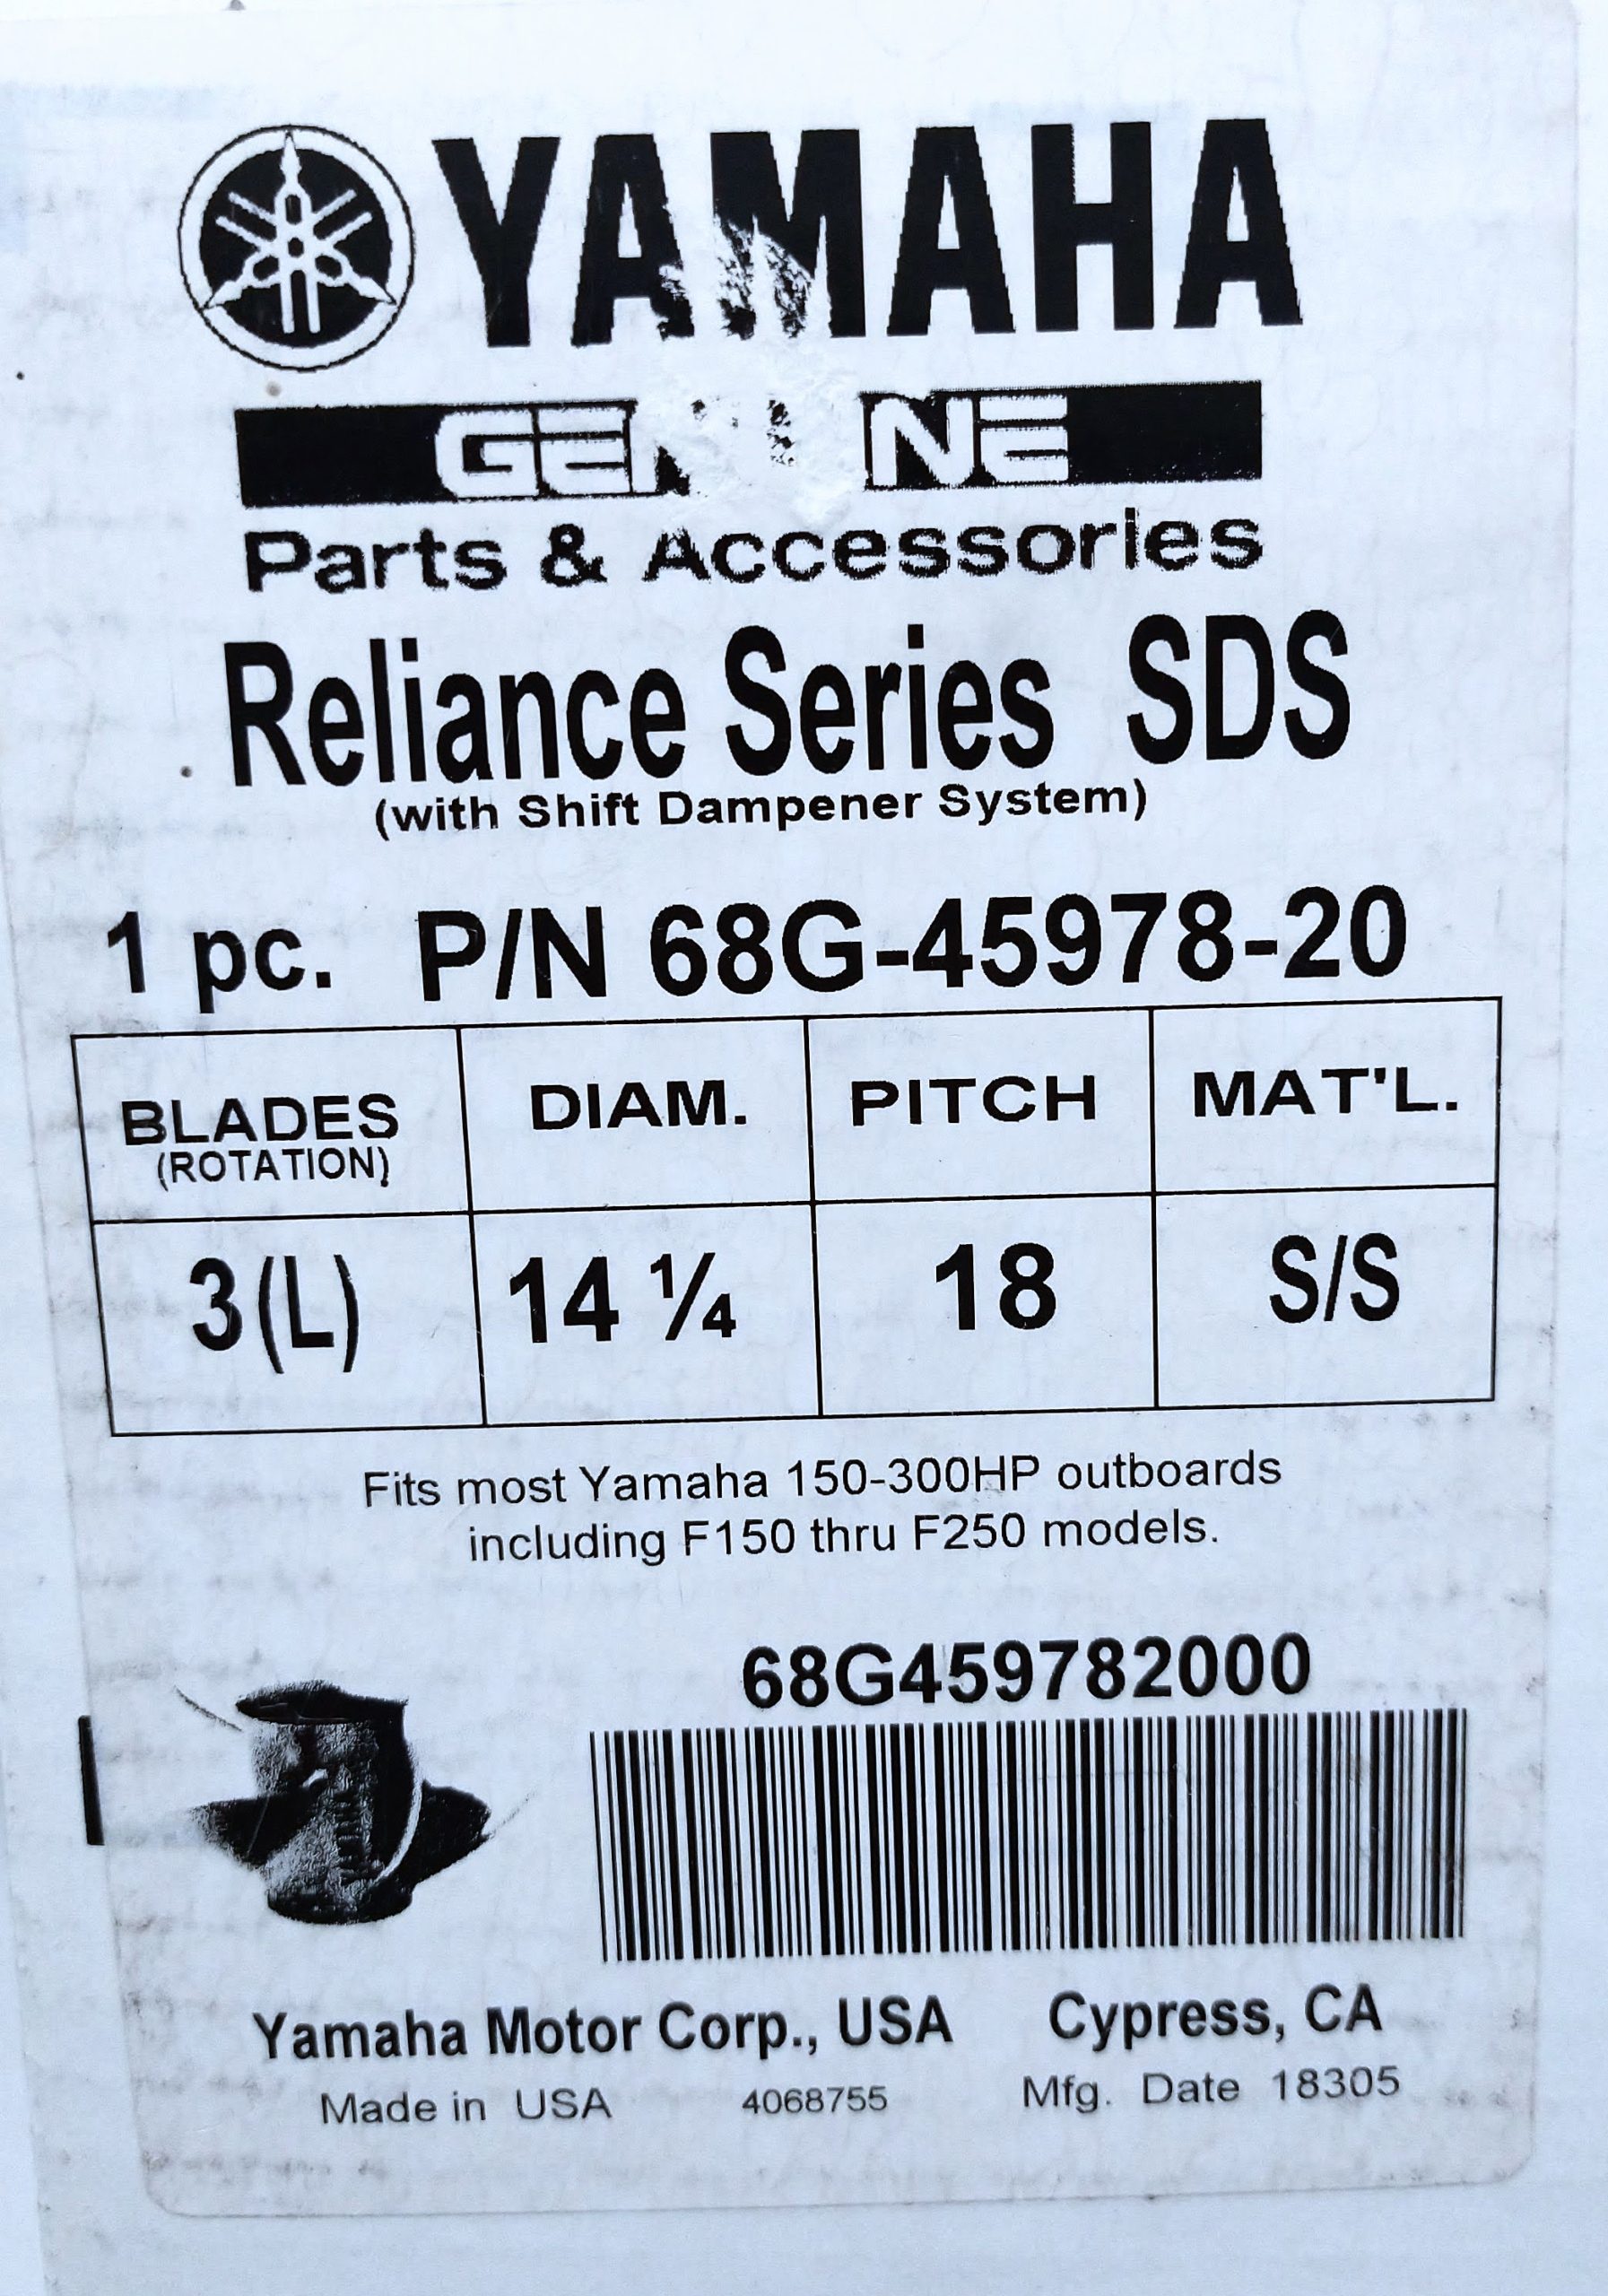 YAMAHA
GENUINE
Parts & Accessories
Reliance Series SDS
(with Shift Dampener System)
1 pc. P/N 68G-45978-20
BLADES DIAM. PITCH MAT'L.
(ROTATION)
3(L) 14 ¼ 18 S/S
Fits most Yamaha 150-300HP outboards
including F150 thru F250 models.
68G459782000
Yamaha Motor Corp., USA Cypress, CA
Made in USA 4068755 Mfg. Date 18305